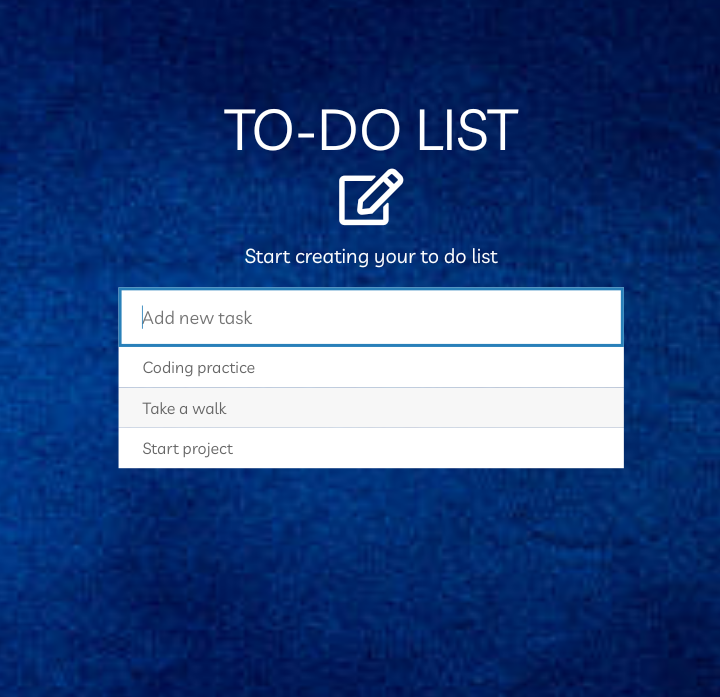 TO-DO LIST
Start creating your to do list
Add new task
Coding practice
Take a walk
Start project